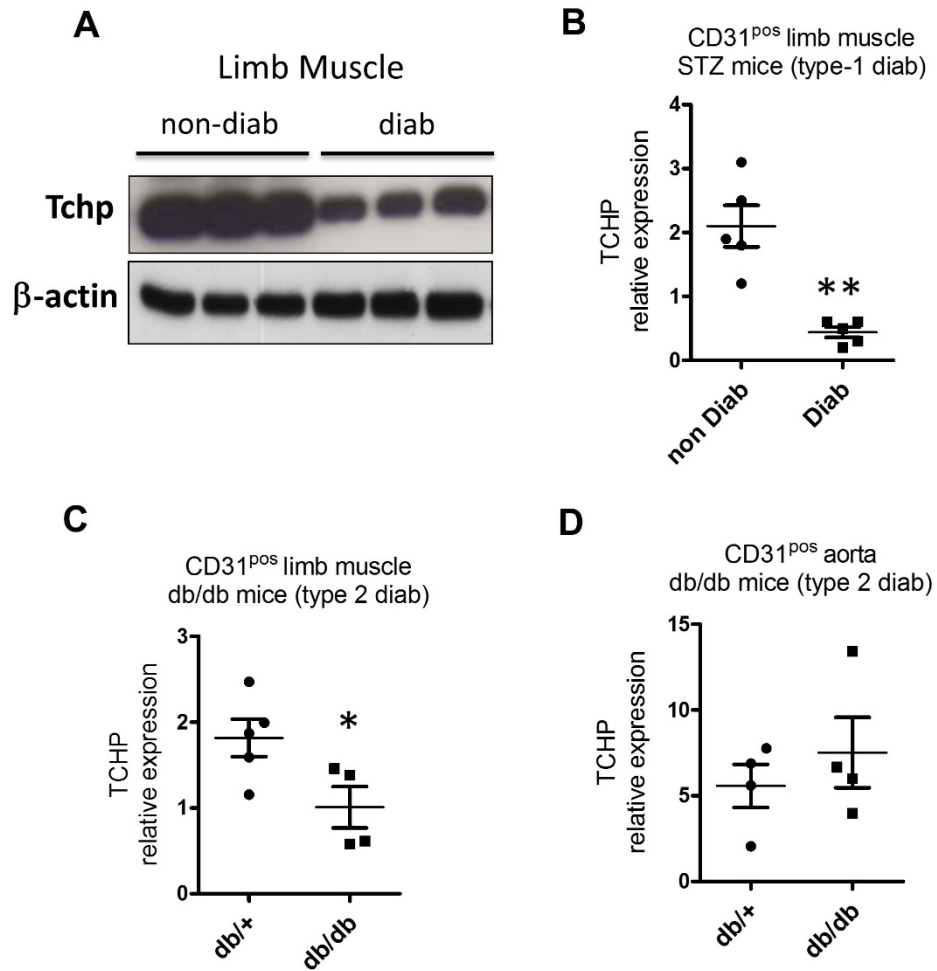 A
Limb Muscle
non-diab diab
Tchp
β-actin
B
CD31pos limb muscle
STZ mice (type-1 diab)
TCHP
relative expression
4
3
2
1
0
**
non Diab
Diab
C
CD31pos limb muscle
db/db mice (type 2 diab)
TCHP
relative expression
3
2
1
0
*
db/+
db/db
D
CD31pos aorta
db/db mice (type 2 diab)
TCHP
relative expression
15
10
5
0
db/+
db/db